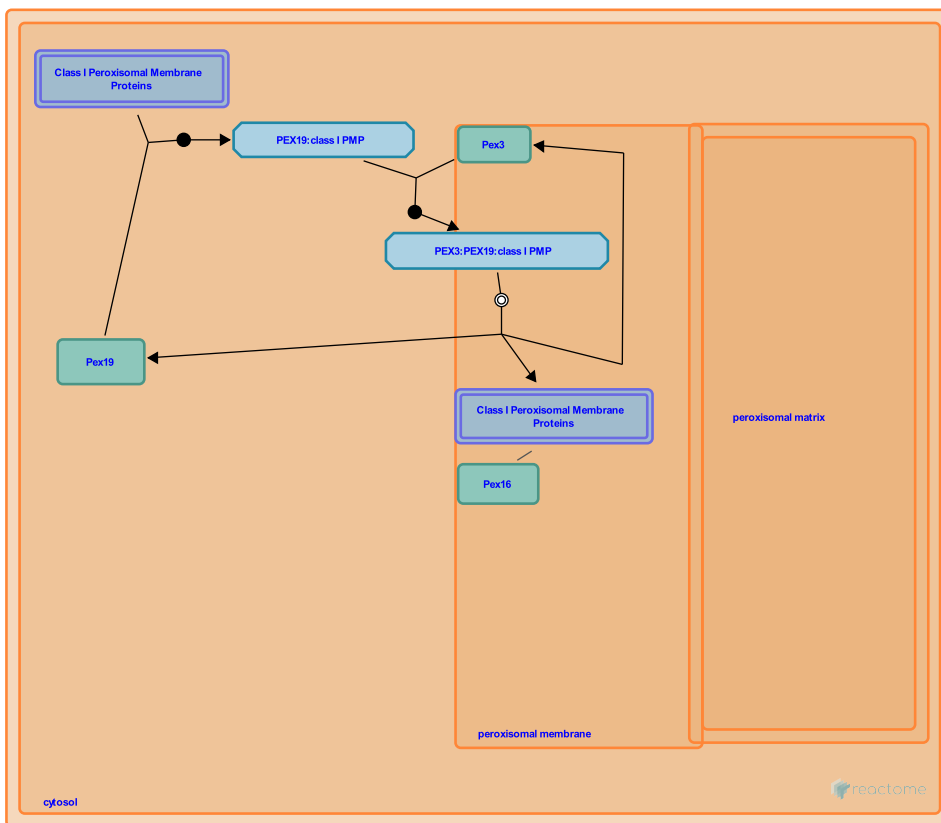 Class I Peroxisomal Membrane
Proteins
PEX19:class I PMP
Pex3
PEX3:PEX19:class I PMP
Pex19
Class I Peroxisomal Membrane
Proteins
peroxisomal matrix
Pex16
peroxisomal membrane
reactome
cytosol